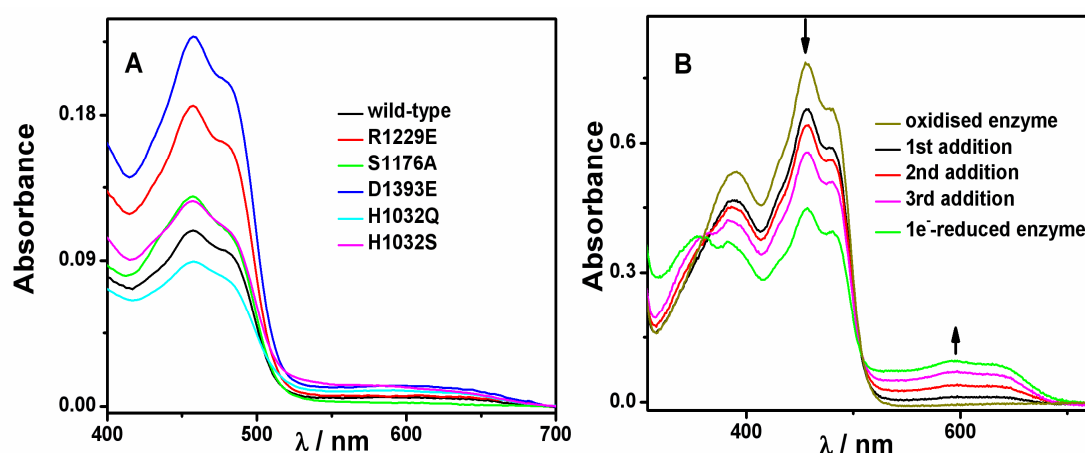 A
Absorbance
0.18
0.09
0.00
400
500
600
700
λ / nm
wild-type
R1229E
S1176A
D1393E
H1032Q
H1032S
B
Absorbance
0.6
0.3
0.0
400
600
λ / nm
oxidised enzyme
1st addition
2nd addition
3rd addition
1e⁻-reduced enzyme